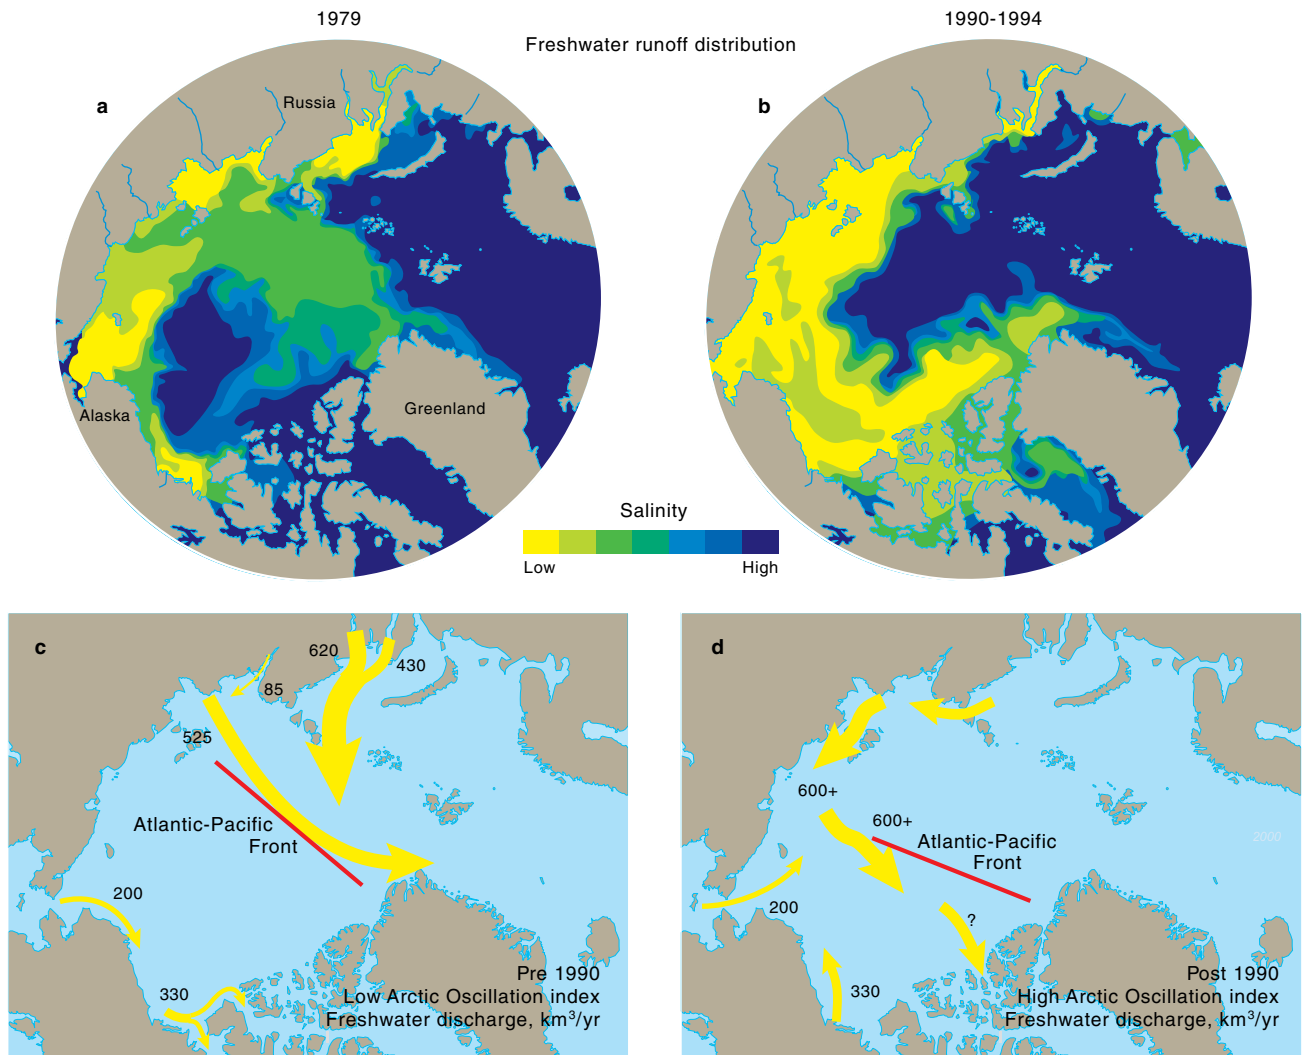 1979
1990-1994
Freshwater runoff distribution
a
Russia
Alaska
Greenland
b
Salinity
Low
High
c
620
430
85
525
Atlantic-Pacific
Front
200
330
Pre 1990
Low Arctic Oscillation index
Freshwater discharge, km³/yr
d
600+
600+
Atlantic-Pacific
Front
2000
200
?
330
Post 1990
High Arctic Oscillation index
Freshwater discharge, km³/yr